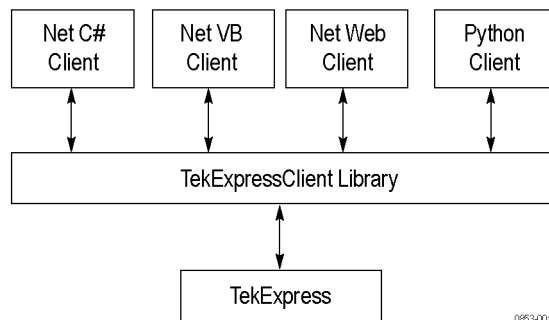 Net C#
Client
Net VB
Client
Net Web
Client
Python
Client
TekExpressClient Library
TekExpress